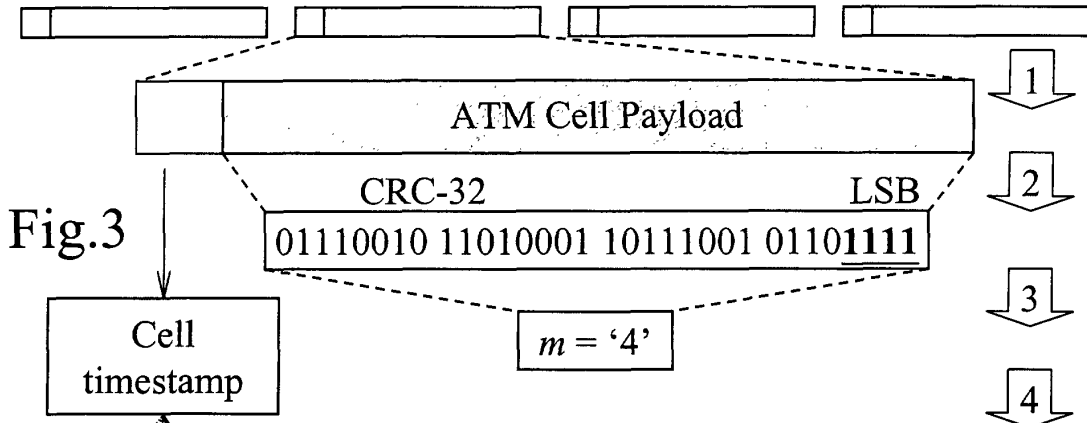 1
ATM Cell Payload
2
CRC-32 LSB
Fig.3
01110010 11010001 10111001 01101111
3
m = ‘4’
Cell
timestamp
4